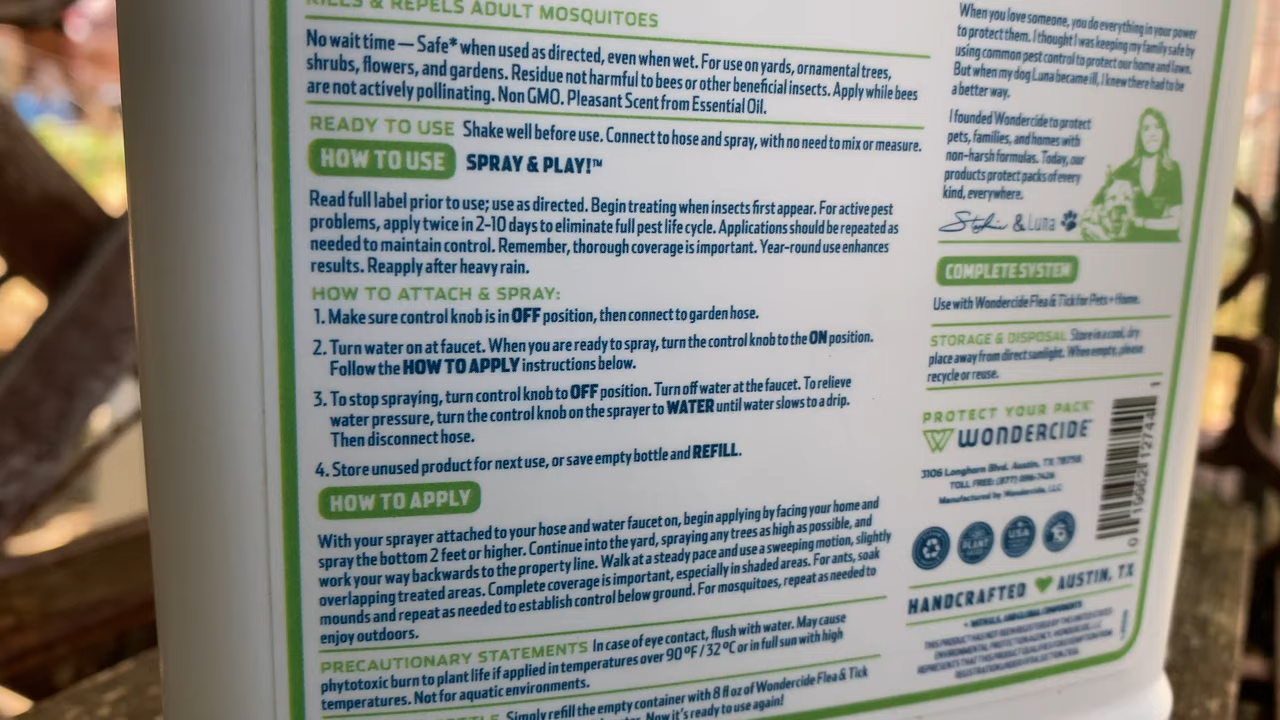 KILLS & REPELS ADULT MOSQUITOES
No wait time — Safe* when used as directed, even when wet. For use on yards, ornamental trees,
shrubs, flowers, and gardens. Residue not harmful to bees or other beneficial insects. Apply while bees
are not actively pollinating. Non GMO. Pleasant Scent from Essential Oil.
READY TO USE Shake well before use. Connect to hose and spray, with no need to mix or measure.
HOW TO USE SPRAY & PLAY!™
Read full label prior to use; use as directed. Begin treating when insects first appear. For active pest
problems, apply twice in 2-10 days to eliminate full pest life cycle. Applications should be repeated as
needed to maintain control. Remember, thorough coverage is important. Year-round use enhances
results. Reapply after heavy rain.
HOW TO ATTACH & SPRAY:
1. Make sure control knob is in OFF position, then connect to garden hose.
2. Turn water on at faucet. When you are ready to spray, turn the control knob to the ON position.
Follow the HOW TO APPLY instructions below.
3. To stop spraying, turn control knob to OFF position. Turn off water at the faucet. To relieve
water pressure, turn the control knob on the sprayer to WATER until water slows to a drip.
Then disconnect hose.
4. Store unused product for next use, or save empty bottle and REFILL.
HOW TO APPLY
With your sprayer attached to your hose and water faucet on, begin applying by facing your home and
spray the bottom 2 feet or higher. Continue into the yard, spraying any trees as high as possible, and
work your way backwards to the property line. Walk at a steady pace and use a sweeping motion, slightly
overlapping treated areas. Complete coverage is important, especially in shaded areas. For ants, soak
mounds and repeat as needed to establish control below ground. For mosquitoes, repeat as needed to
enjoy outdoors.
PRECAUTIONARY STATEMENTS In case of eye contact, flush with water. May cause
phytotoxic burn to plant life if applied in temperatures over 90°F / 32°C or in full sun with high
temperatures. Not for aquatic environments.
Simply refill the empty container with 8 fl oz of Wondercide Flea & Tick
Now it's ready to use again!
When you love someone, you do everything in your power
to protect them. I thought I was keeping my family safe by
using common pest control to protect our home and lawn.
But when my dog Luna became ill, I knew there had to be
a better way.
I founded Wondercide to protect
pets, families, and homes with
non-harsh formulas. Today, our
products protect packs of every
kind, everywhere.
& Luna
COMPLETE SYSTEM
Use with Wondercide Flea & Tick for Pets + Home.
STORAGE & DISPOSAL Store in a cool, dry
place away from direct sunlight. When empty, please
recycle or reuse.
PROTECT YOUR PACK
WONDERCIDE
3106 Longhorn Blvd. Austin, TX 78758
TOLL FREE: (877)
Manufactured by Wondercide, LLC
PLANT
USA
HANDCRAFTED AUSTIN, TX